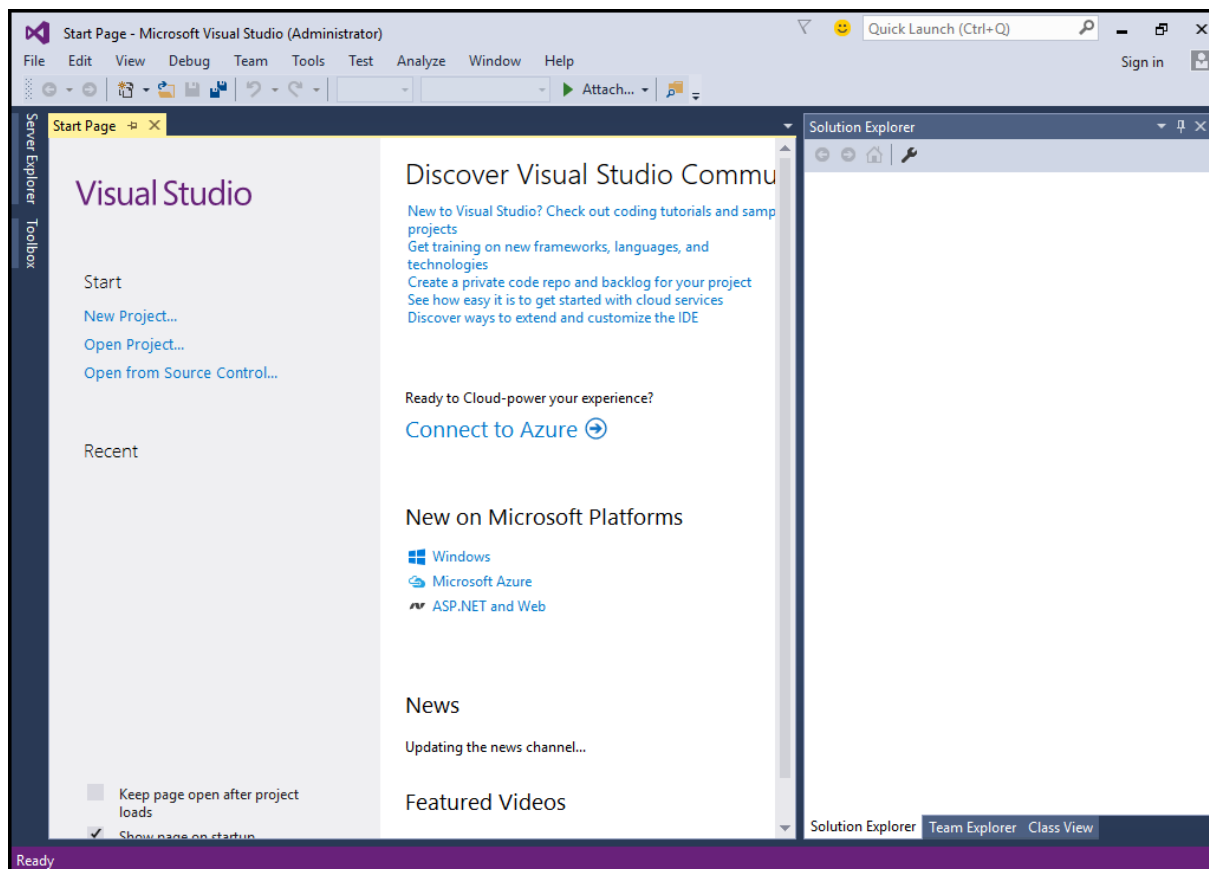 Start Page - Microsoft Visual Studio (Administrator)
Quick Launch (Ctrl+Q)
File Edit View Debug Team Tools Test Analyze Window Help
Sign in
Attach...
Server Explorer
Toolbox
Start Page
Visual Studio
Start
New Project...
Open Project...
Open from Source Control...
Recent
Keep page open after project
loads
Show page on startup
Discover Visual Studio Commu
New to Visual Studio? Check out coding tutorials and samp
projects
Get training on new frameworks, languages, and
technologies
Create a private code repo and backlog for your project
See how easy it is to get started with cloud services
Discover ways to extend and customize the IDE
Ready to Cloud-power your experience?
Connect to Azure
New on Microsoft Platforms
Windows
Microsoft Azure
ASP.NET and Web
News
Updating the news channel...
Featured Videos
Solution Explorer
Solution Explorer Team Explorer Class View
Ready